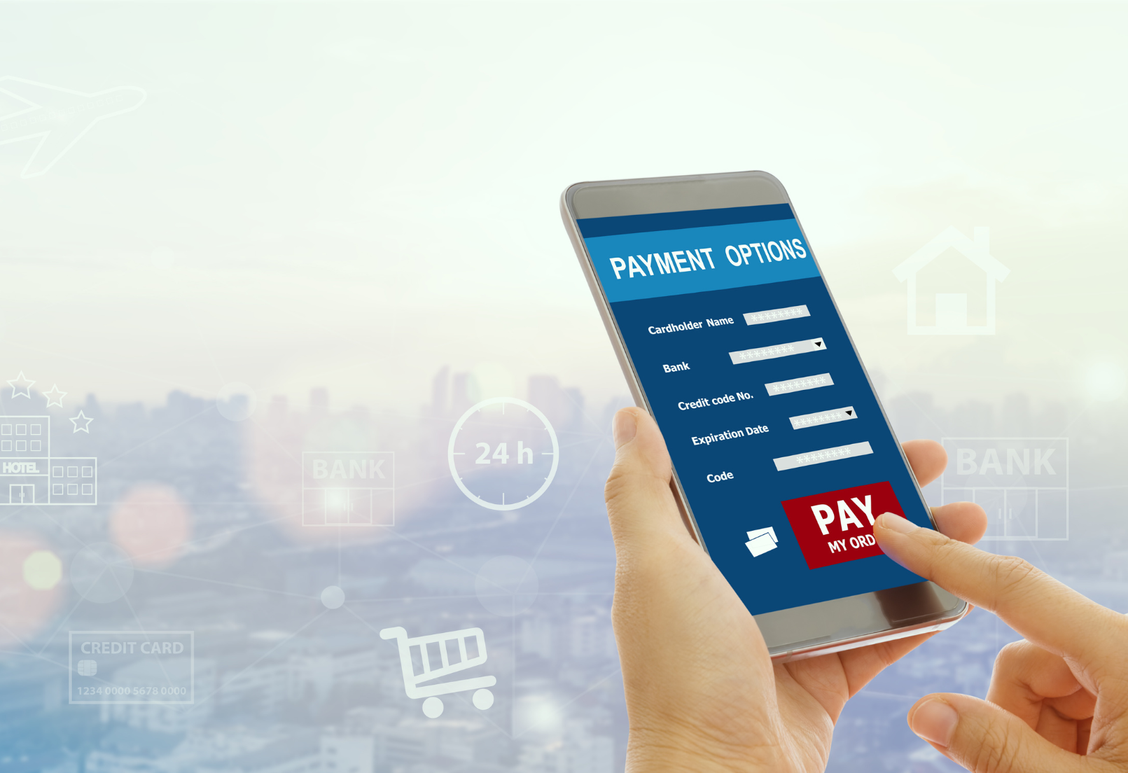 PAYMENT OPTIONS
Cardholder Name
Bank
Credit code No.
Expiration Date
Code
PAY
MY ORD
24 h
BANK
BANK
HOTEL
CREDIT CARD
1234 0000 5678 0000